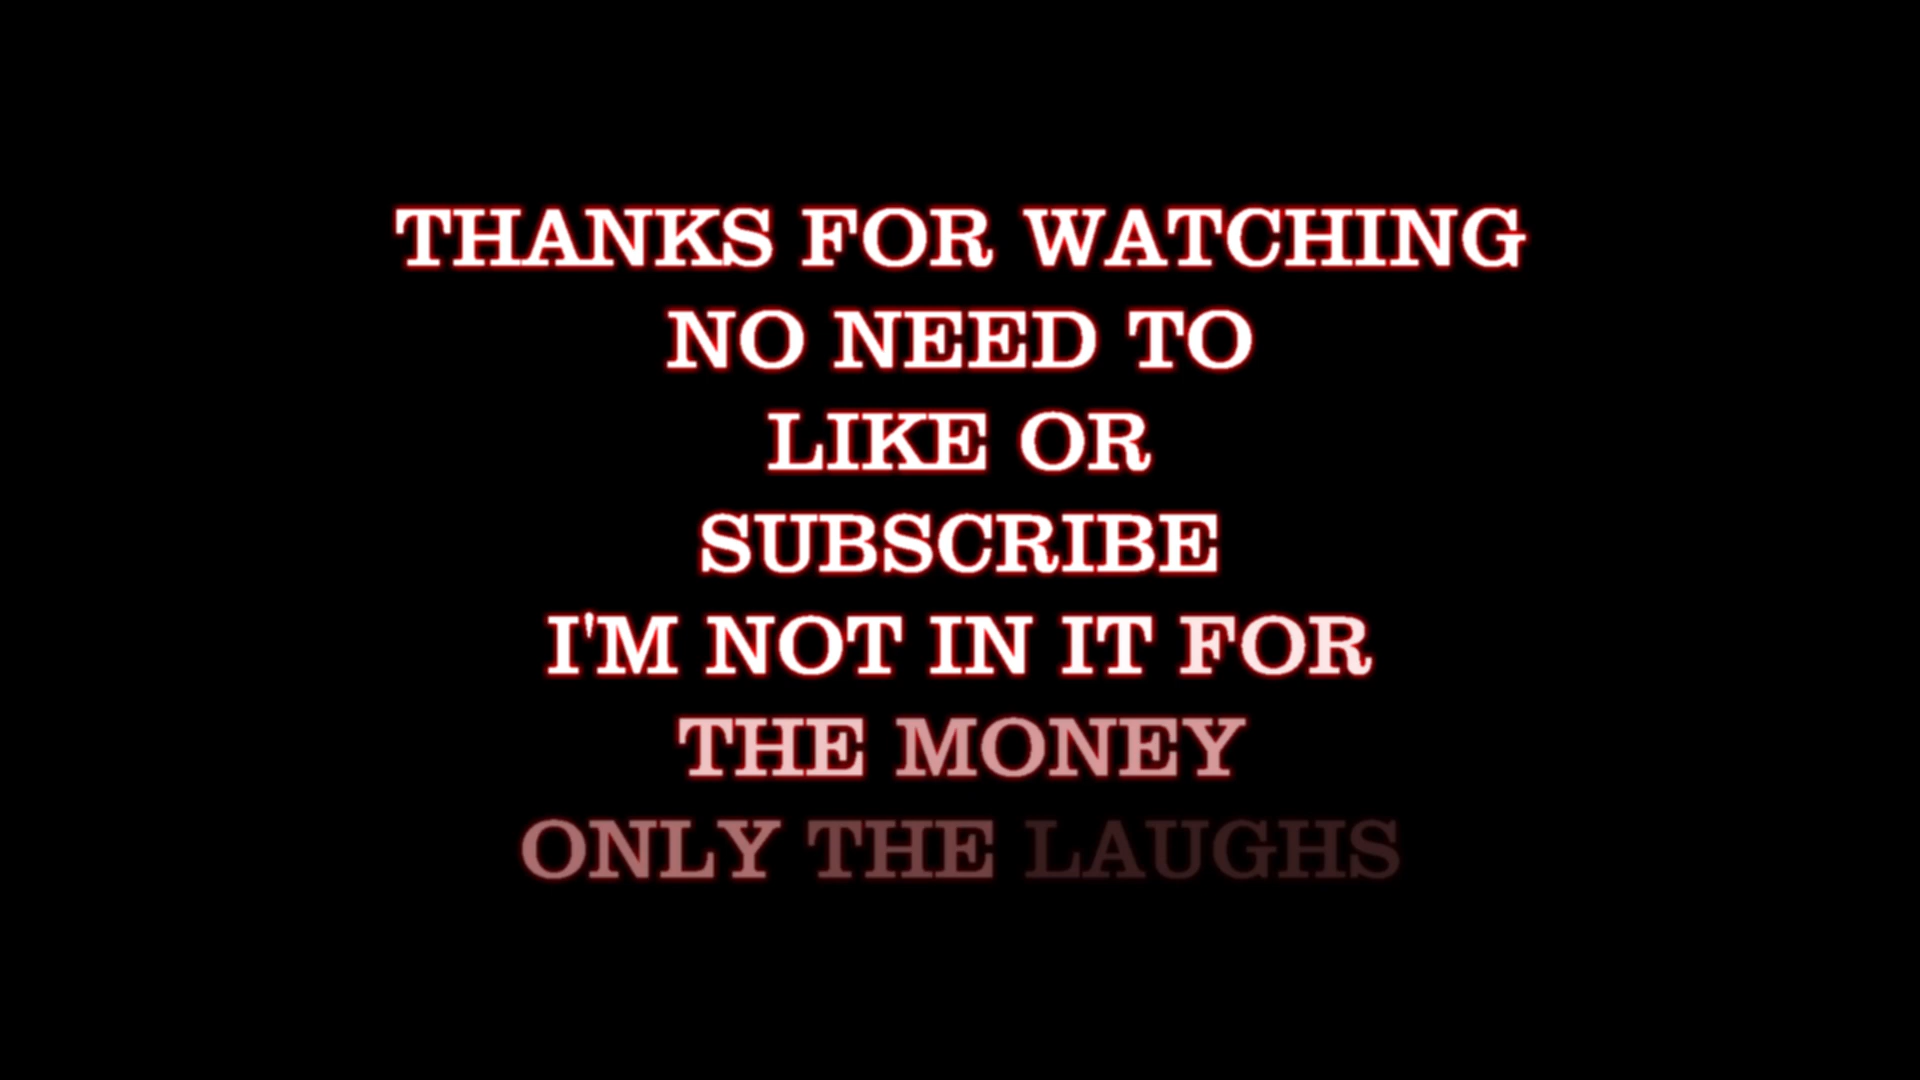 THANKS FOR WATCHING
NO NEED TO
LIKE OR
SUBSCRIBE
I'M NOT IN IT FOR
THE MONEY
ONLY THE LAUGHS